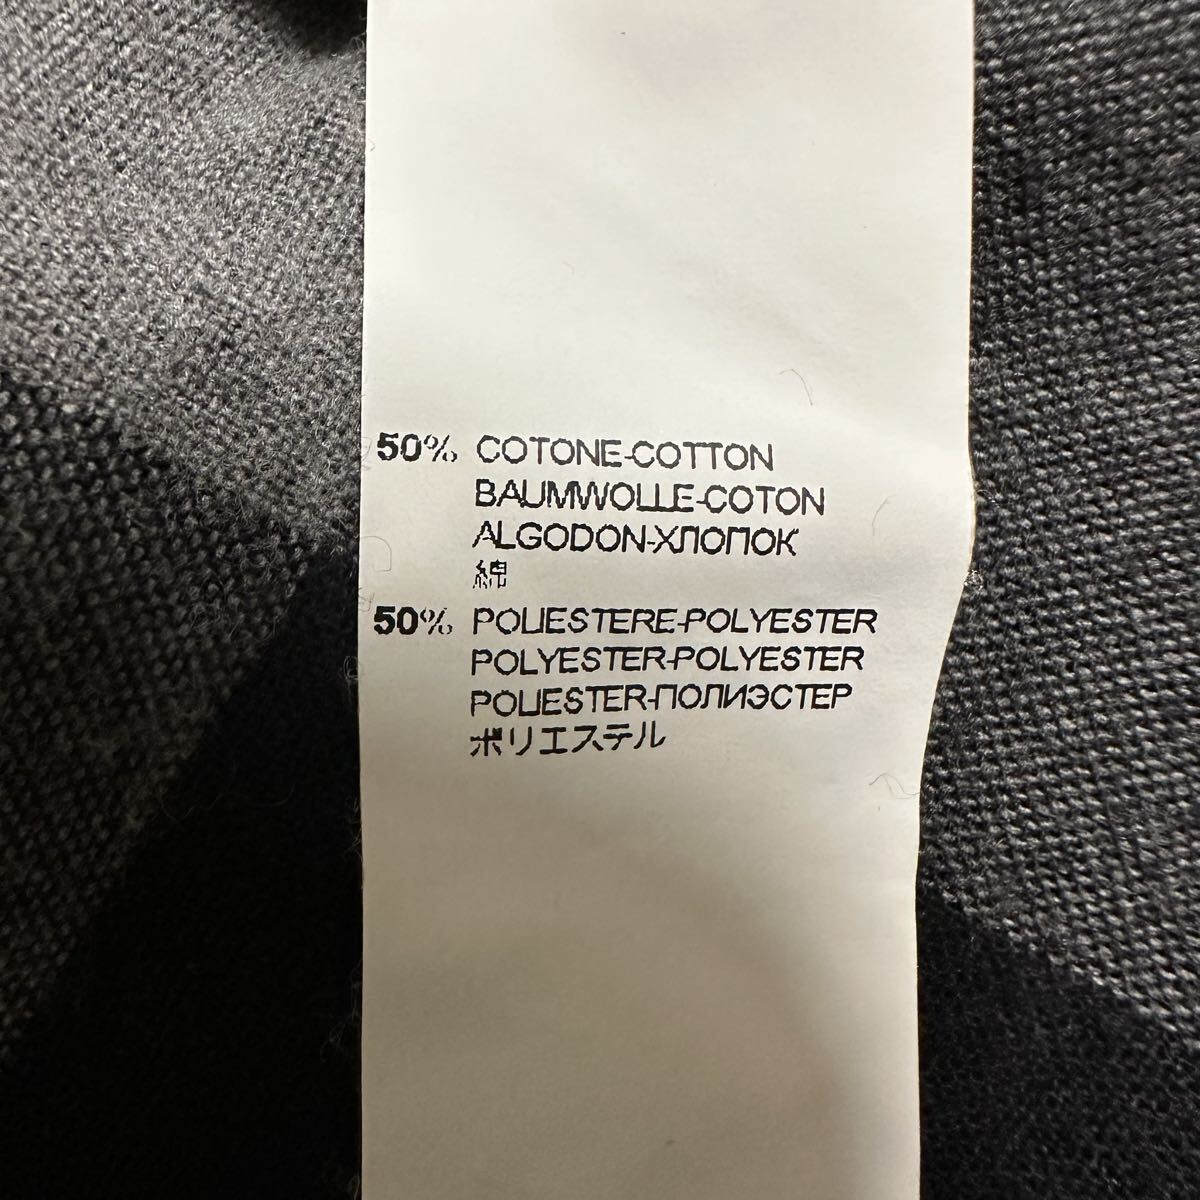 50% COTONE-COTTON
BAUMWOLLE-COTON
ALGODON-ХЛОПОК
綿
50% POLIESTERE-POLYESTER
POLYESTER-POLYESTER
POLIESTER-ПОЛИЭСТЕР
ポリエステル